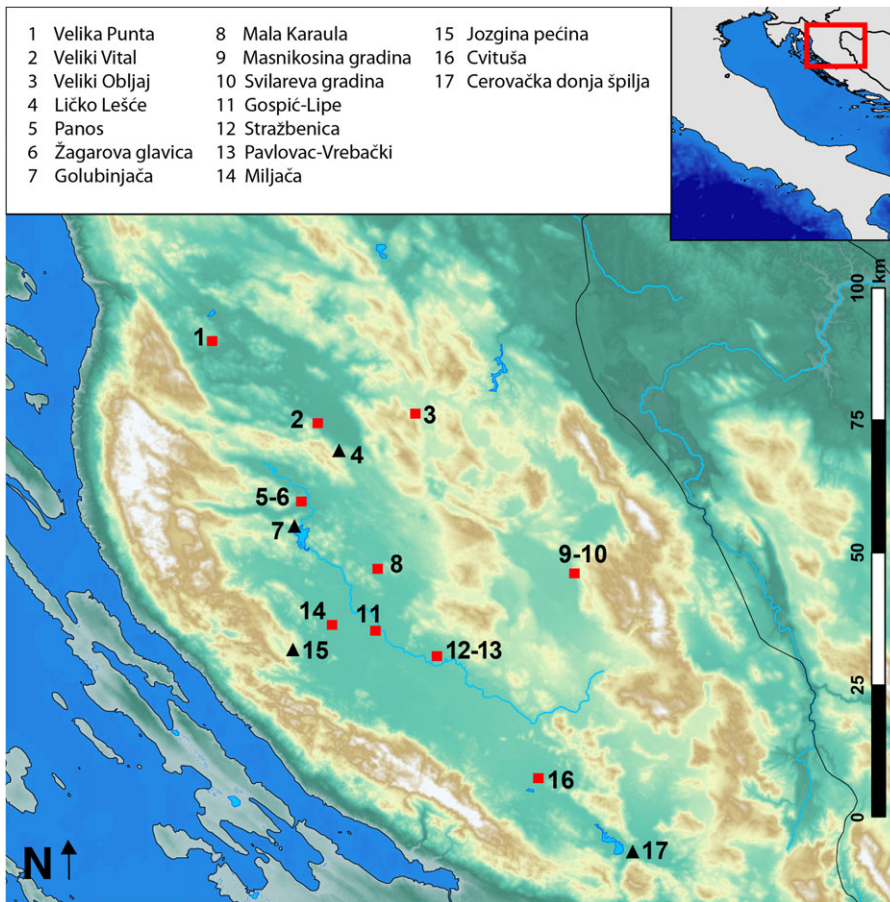 1 Velika Punta
2 Veliki Vital
3 Veliki Obljaj
4 Ličko Lešće
5 Panos
6 Žagarova glavica
7 Golubinjača
8 Mala Karaula
9 Masnikosina gradina
10 Svilareva gradina
11 Gospić-Lipe
12 Stražbenica
13 Pavlovac-Vrebački
14 Miljača
15 Jozgina pećina
16 Cvituša
17 Cerovačka donja špilja
km
100
75
50
25
0
1
2
3
4
5-6
7
8
9-10
14
11
15
12-13
16
17
N